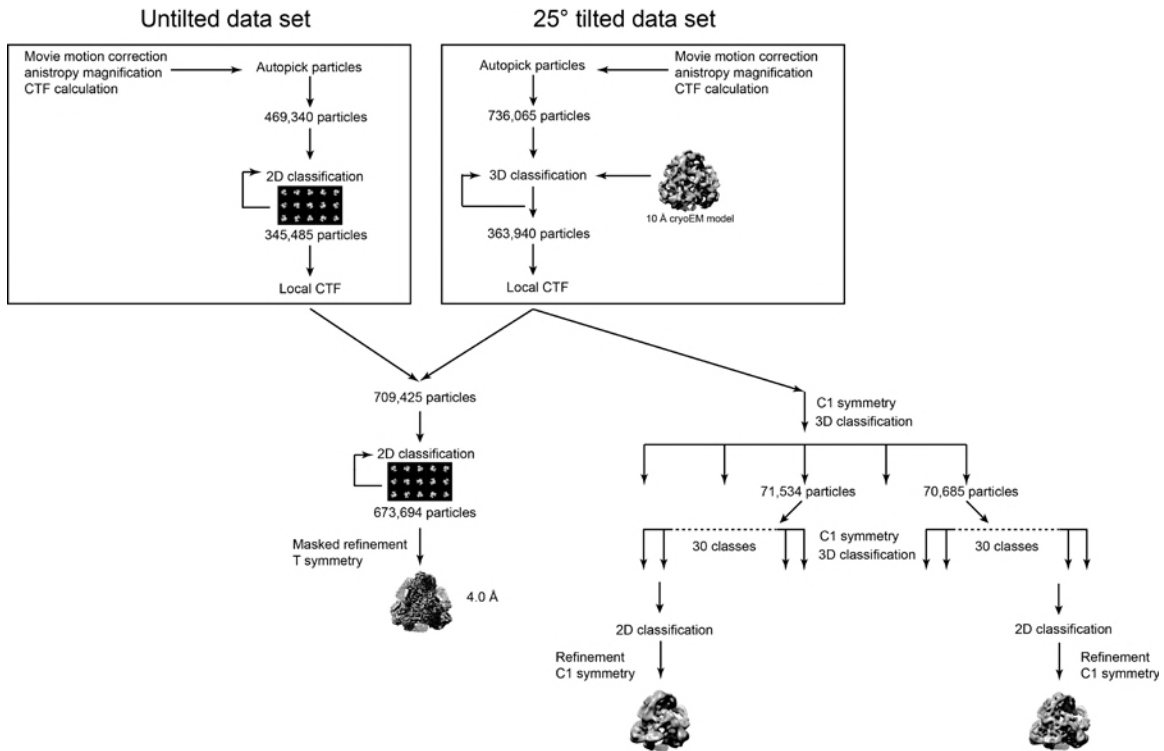 Untilted data set
Movie motion correction
anistropy magnification
CTF calculation
Autopick particles
469,340 particles
2D classification
345,485 particles
Local CTF
25° tilted data set
Autopick particles
Movie motion correction
anistropy magnification
CTF calculation
736,065 particles
3D classification
10 Å cryoEM model
363,940 particles
Local CTF
709,425 particles
2D classification
673,694 particles
Masked refinement
T symmetry
4.0 Å
C1 symmetry
3D classification
71,534 particles
70,685 particles
30 classes
C1 symmetry
3D classification
30 classes
2D classification
2D classification
Refinement
C1 symmetry
Refinement
C1 symmetry